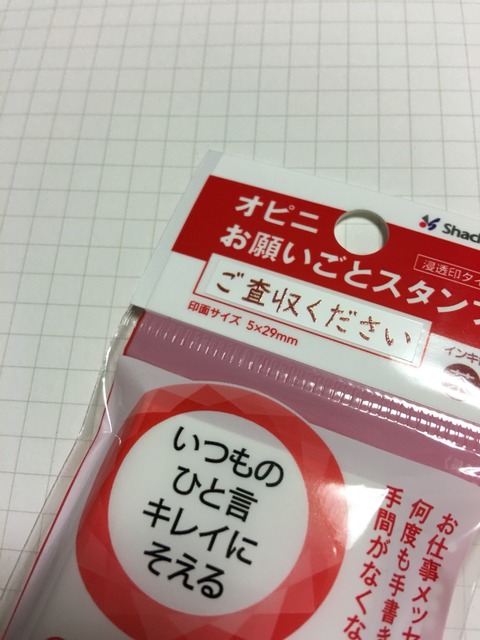 Shach
オピニ
お願いごとスタンプ
浸透印タイ
ご査収ください
印面サイズ 5×29mm
インキ
いつもの
ひと言
キレイに
そえる
お仕事メッセ
何度も手書き
手間がなくな